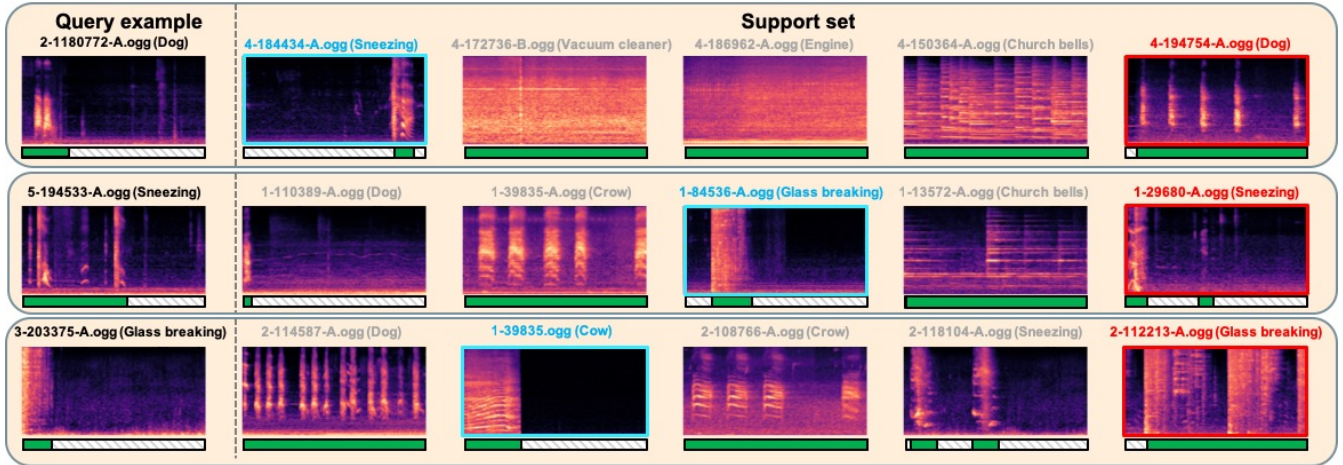 Query example
Support set
2-1180772-A.ogg (Dog)
4-184434-A.ogg (Sneezing)
4-172736-B.ogg (Vacuum cleaner)
4-186962-A.ogg (Engine)
4-150364-A.ogg (Church bells)
4-194754-A.ogg (Dog)
5-194533-A.ogg (Sneezing)
1-110389-A.ogg (Dog)
1-39835-A.ogg (Crow)
1-84536-A.ogg (Glass breaking)
1-13572-A.ogg (Church bells)
1-29680-A.ogg (Sneezing)
3-203375-A.ogg (Glass breaking)
2-114587-A.ogg (Dog)
1-39835.ogg (Cow)
2-108766-A.ogg (Crow)
2-118104-A.ogg (Sneezing)
2-112213-A.ogg (Glass breaking)